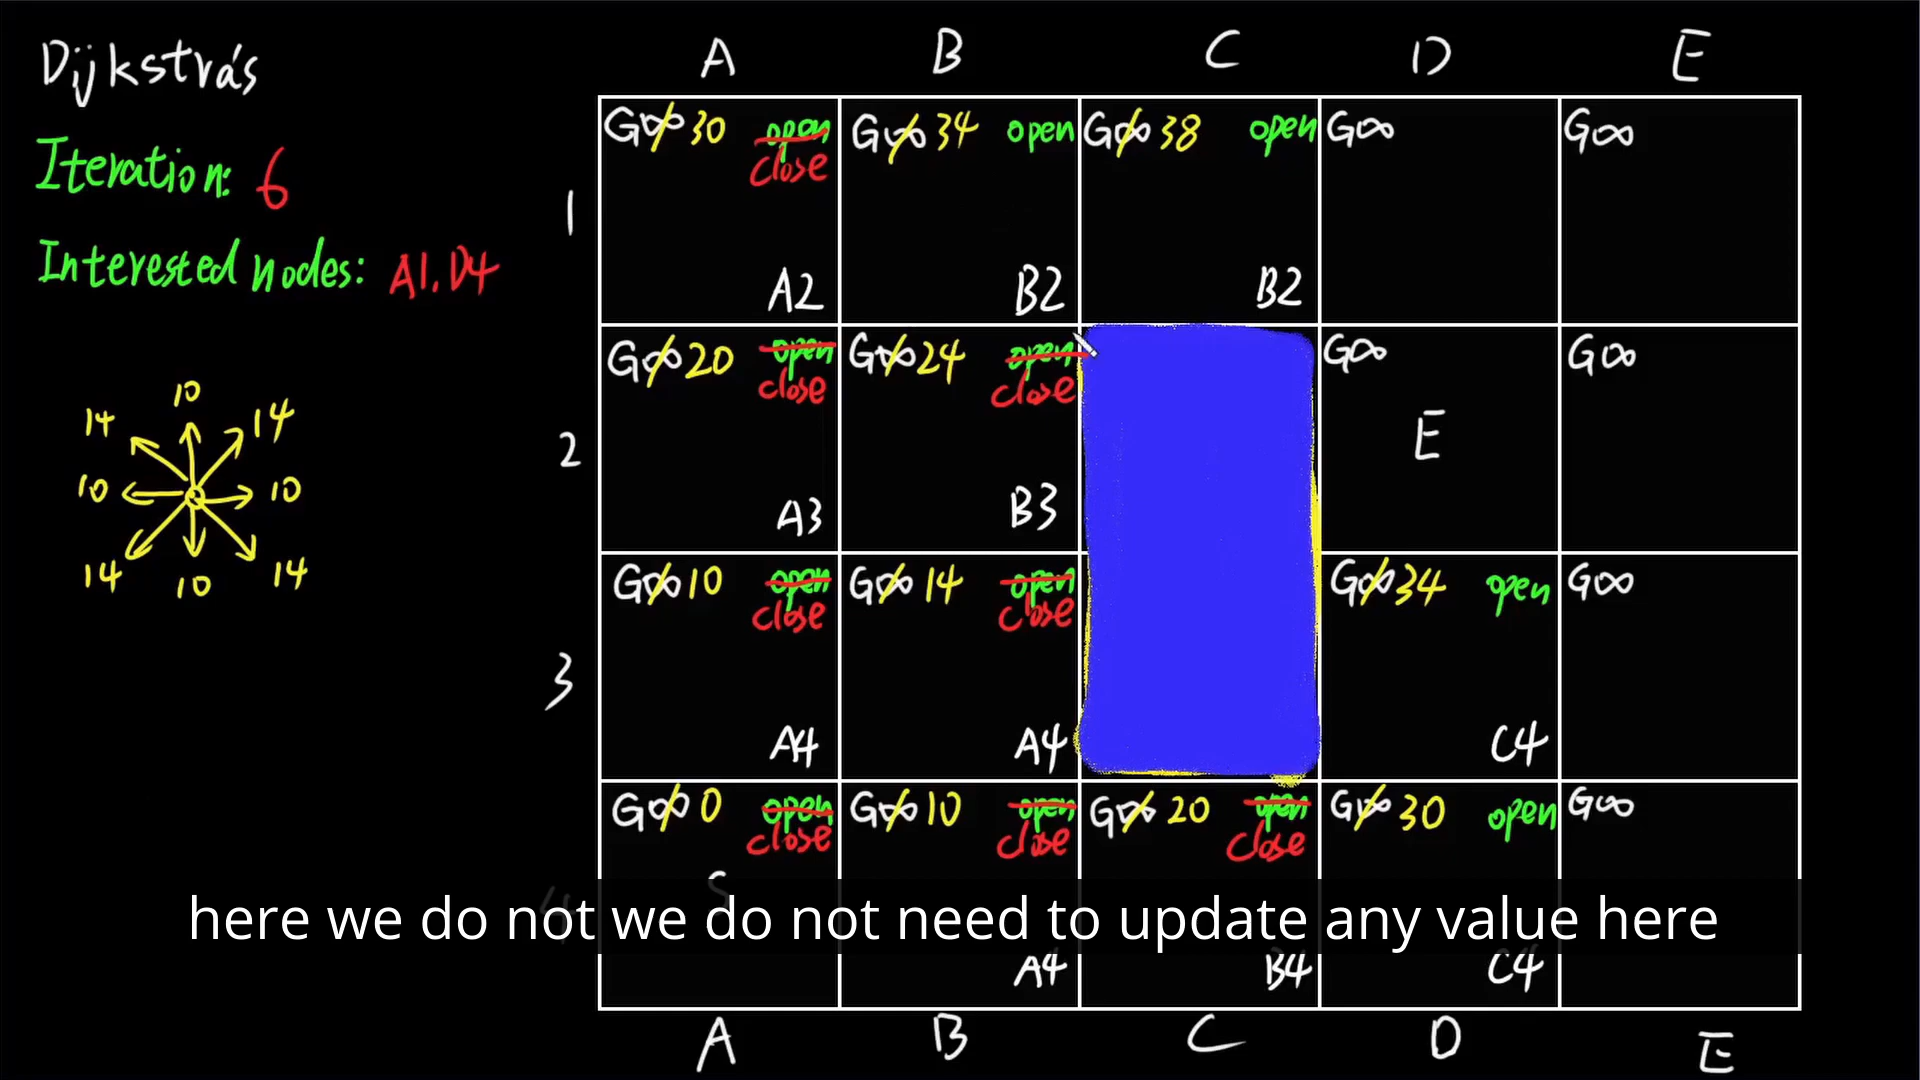 Dijkstra's
Iteration: 6
Interested nodes: A1. D4
10
14 14
10 10
14 10 14
A B C D E
1
G∞ 30 open close A2
G∞ 34 open B2
G∞ 38 open B2
G∞
G∞
2
G∞ 20 open close A3
G∞ 24 open close B3
G∞ E
G∞
3
G∞ 10 open close A4
G∞ 14 open close A4
G∞ 34 open C4
G∞
4
G∞ 0 open close S
G∞ 10 open close A4
G∞ 20 open close B4
G∞ 30 open C4
G∞
here we do not we do not need to update any value here
A B C D E